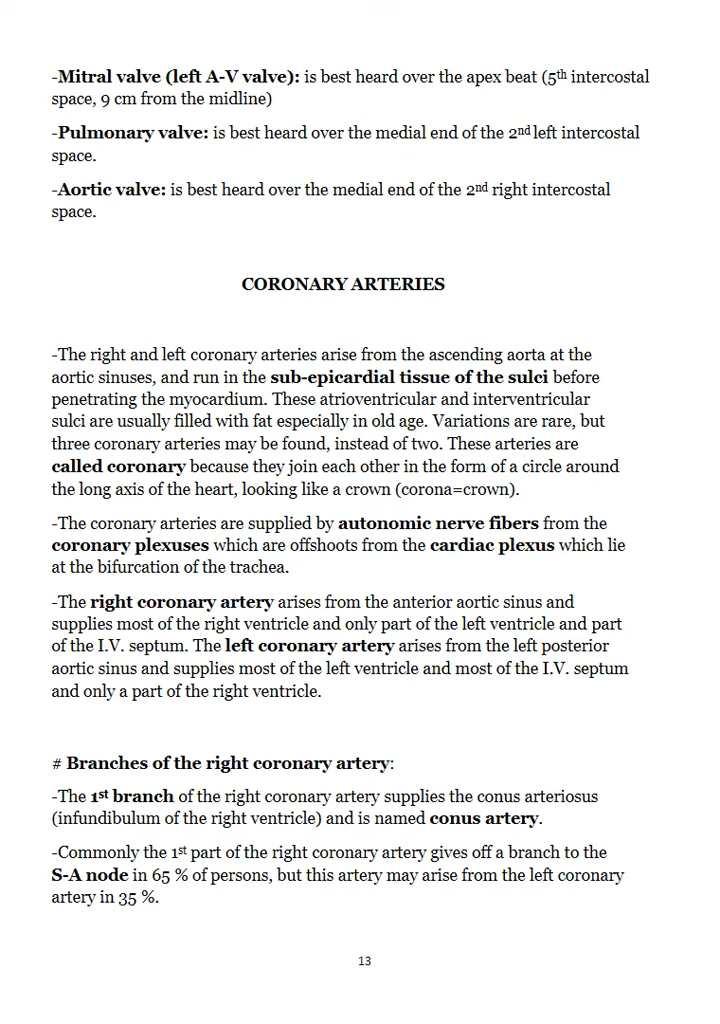 -Mitral valve (left A-V valve): is best heard over the apex beat (5th intercostal
space, 9 cm from the midline)
-Pulmonary valve: is best heard over the medial end of the 2nd left intercostal
space.
-Aortic valve: is best heard over the medial end of the 2nd right intercostal
space.
CORONARY ARTERIES
-The right and left coronary arteries arise from the ascending aorta at the
aortic sinuses, and run in the sub-epicardial tissue of the sulci before
penetrating the myocardium. These atrioventricular and interventricular
sulci are usually filled with fat especially in old age. Variations are rare, but
three coronary arteries may be found, instead of two. These arteries are
called coronary because they join each other in the form of a circle around
the long axis of the heart, looking like a crown (corona=crown).
-The coronary arteries are supplied by autonomic nerve fibers from the
coronary plexuses which are offshoots from the cardiac plexus which lie
at the bifurcation of the trachea.
-The right coronary artery arises from the anterior aortic sinus and
supplies most of the right ventricle and only part of the left ventricle and part
of the I.V. septum. The left coronary artery arises from the left posterior
aortic sinus and supplies most of the left ventricle and most of the I.V. septum
and only a part of the right ventricle.
# Branches of the right coronary artery:
-The 1st branch of the right coronary artery supplies the conus arteriosus
(infundibulum of the right ventricle) and is named conus artery.
-Commonly the 1st part of the right coronary artery gives off a branch to the
S-A node in 65 % of persons, but this artery may arise from the left coronary
artery in 35 %.
13